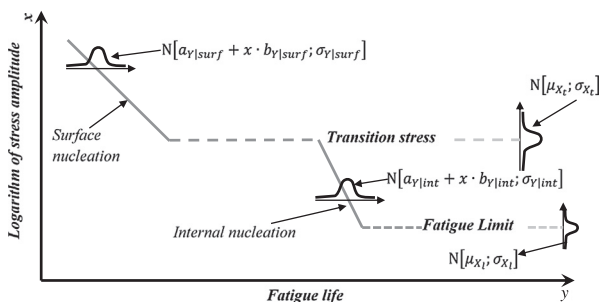 x
Logarithm of stress amplitude
N[a_{Y|surf} + x · b_{Y|surf}; σ_{Y|surf}]
N[μ_{X_t}; σ_{X_t}]
Surface
nucleation
Transition stress
N[a_{Y|int} + x · b_{Y|int}; σ_{Y|int}]
Internal nucleation
Fatigue Limit
N[μ_{X_l}; σ_{X_l}]
Fatigue life
y